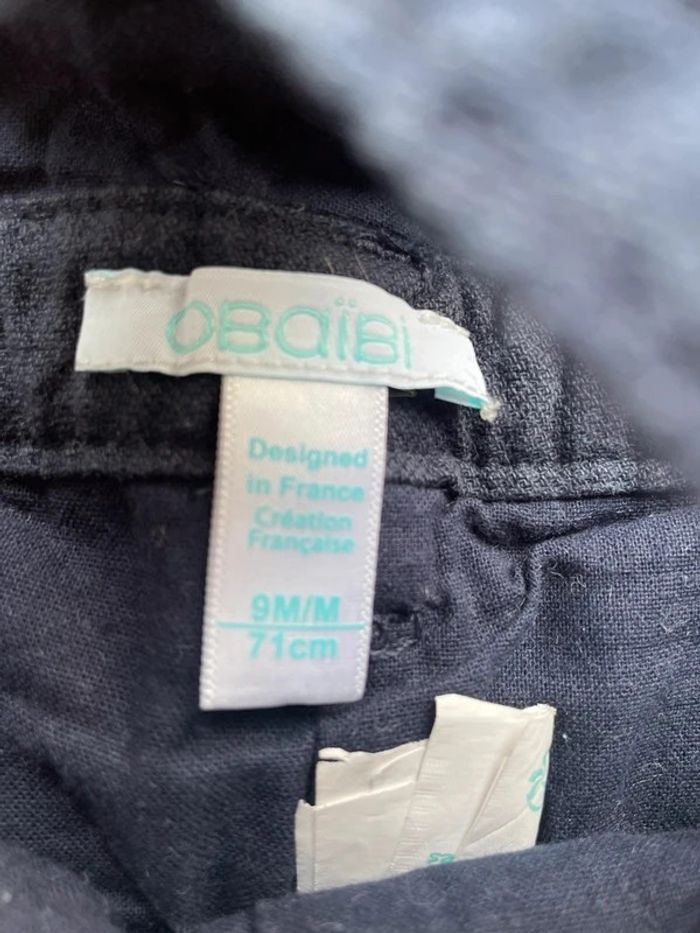 OBAÏBI
Designed
in France
Création
Française
9M/M
71cm